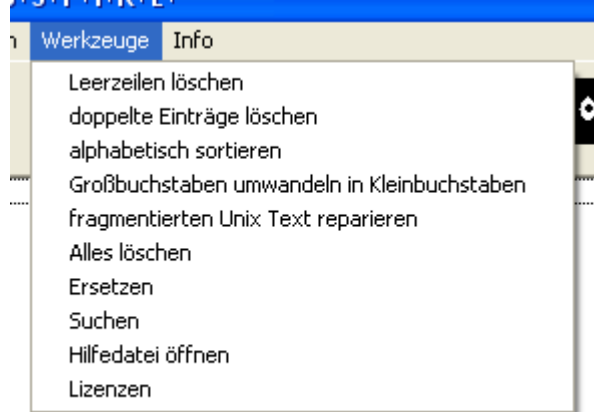 Werkzeuge Info
Leerzeilen löschen
doppelte Einträge löschen
alphabetisch sortieren
Großbuchstaben umwandeln in Kleinbuchstaben
fragmentierten Unix Text reparieren
Alles löschen
Ersetzen
Suchen
Hilfedatei öffnen
Lizenzen